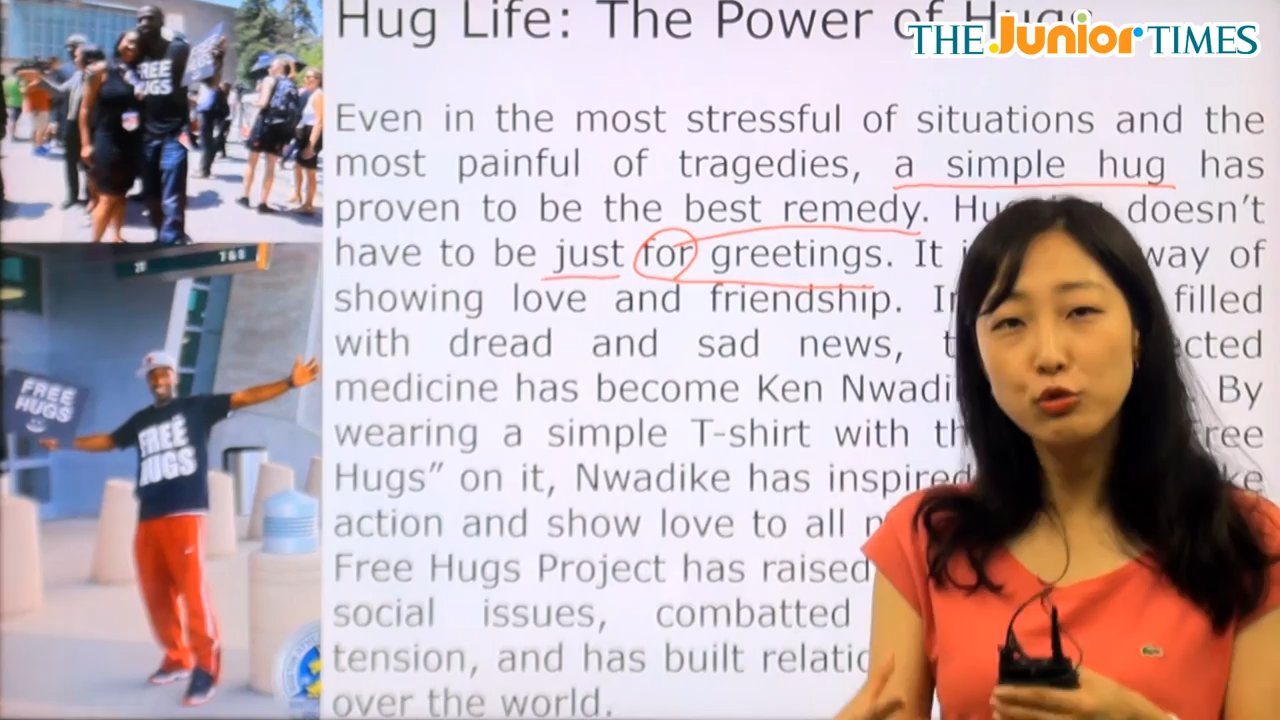 Hug Life: The Power of Hugs
THE Junior TIMES
Even in the most stressful of situations and the
most painful of tragedies, a simple hug has
proven to be the best remedy. doesn't
have to be just for greetings. It way of
showing love and friendship. filled
with dread and sad news,
medicine has become Ken By
wearing a simple T-shirt with
Hugs" on it, Nwadike has inspired
action and show love to all
Free Hugs Project has raised
social issues, combatted
tension, and has built
over the world.
FREE
HUGS
FREE
HUGS
FREE
HUGS